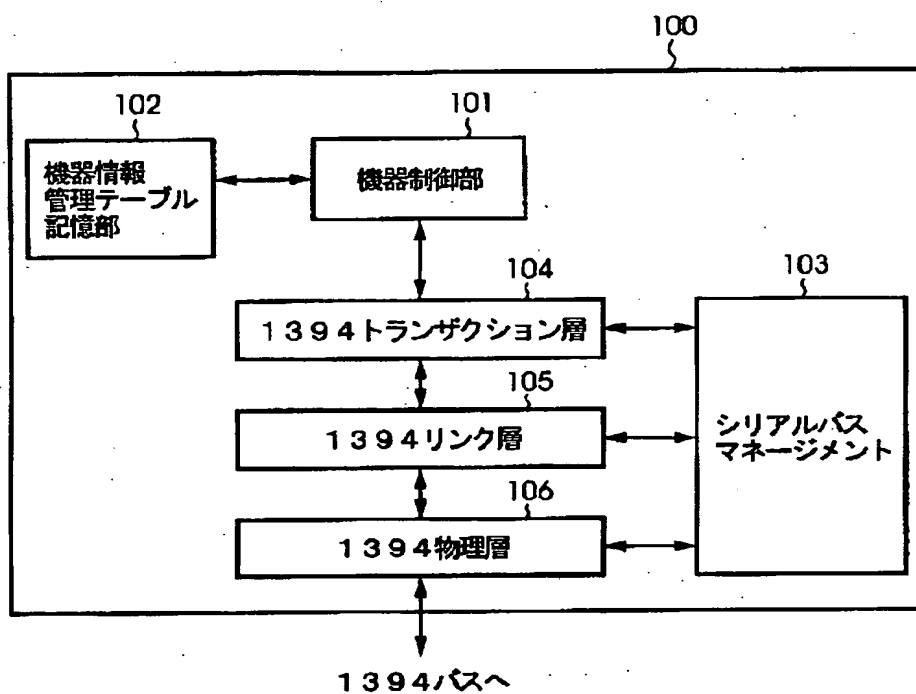 100
102
101
機器情報
管理テーブル
記憶部
機器制御部
104
103
1394トランザクション層
105
シリアルバス
マネージメント
1394リンク層
106
1394物理層
1394バスへ